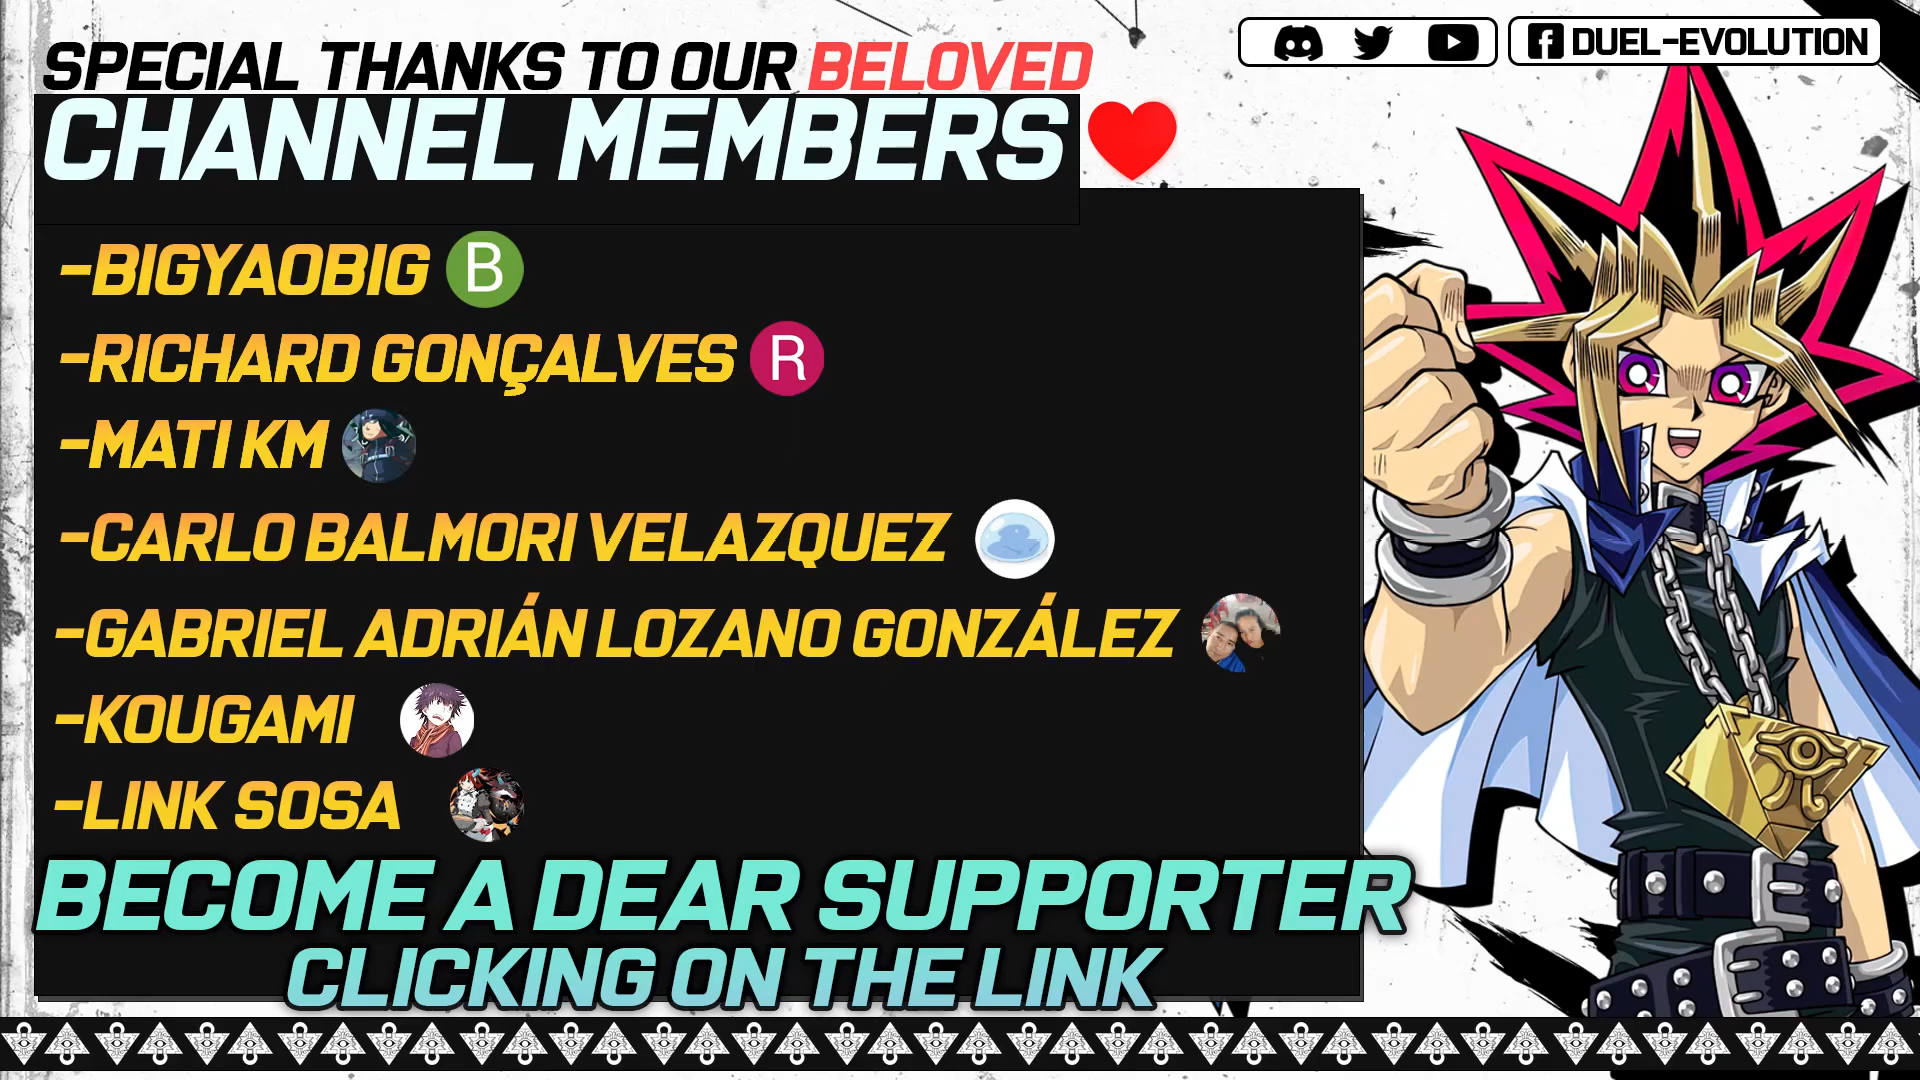 SPECIAL THANKS TO OUR BELOVED
CHANNEL MEMBERS
DUEL-EVOLUTION
-BIGYAOBIG B
-RICHARD GONÇALVES R
-MATI KM
-CARLO BALMORI VELAZQUEZ
-GABRIEL ADRIÁN LOZANO GONZÁLEZ
-KOUGAMI
-LINK SOSA
BECOME A DEAR SUPPORTER
CLICKING ON THE LINK